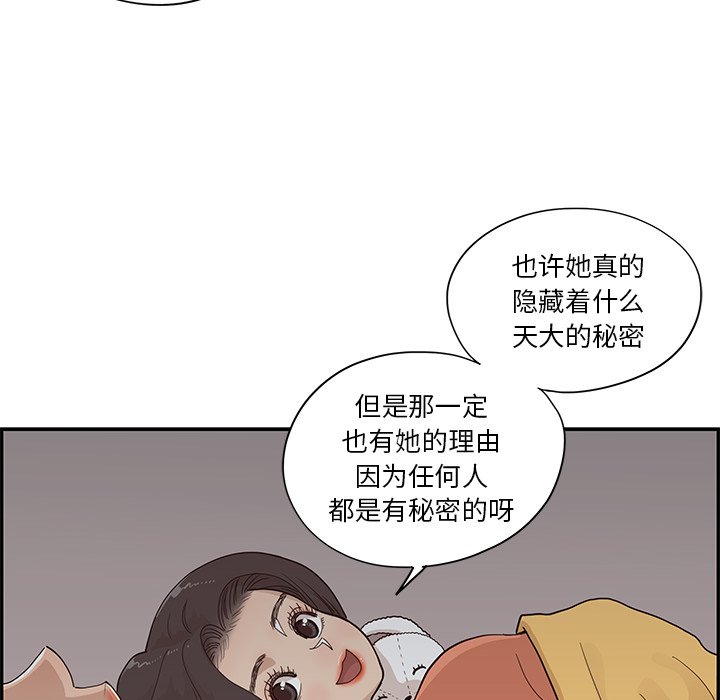 也许她真的
隐藏着什么
天大的秘密
但是那一定
也有她的理由
因为任何人
都是有秘密的呀